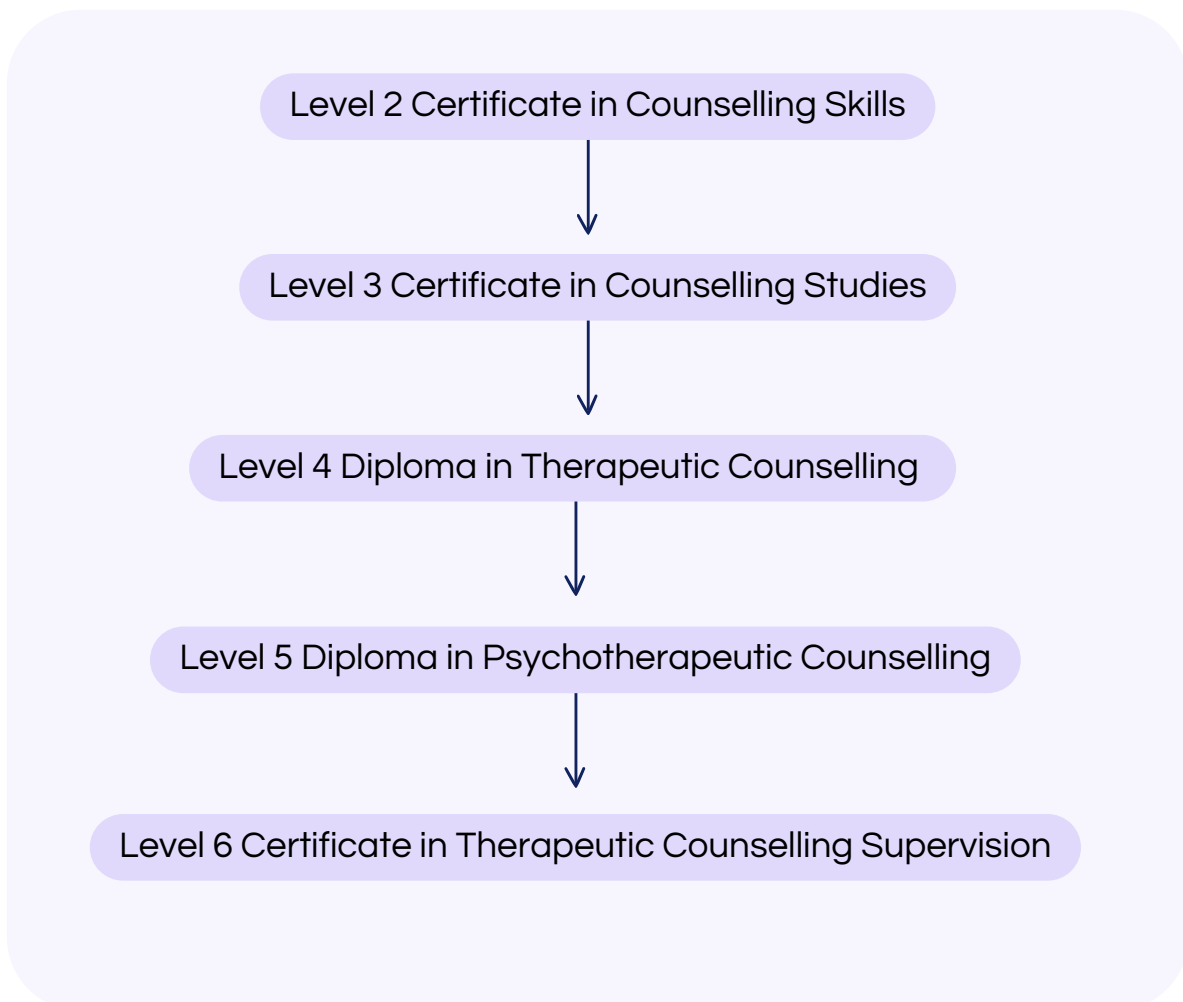 Level 2 Certificate in Counselling Skills
Level 3 Certificate in Counselling Studies
Level 4 Diploma in Therapeutic Counselling
Level 5 Diploma in Psychotherapeutic Counselling
Level 6 Certificate in Therapeutic Counselling Supervision